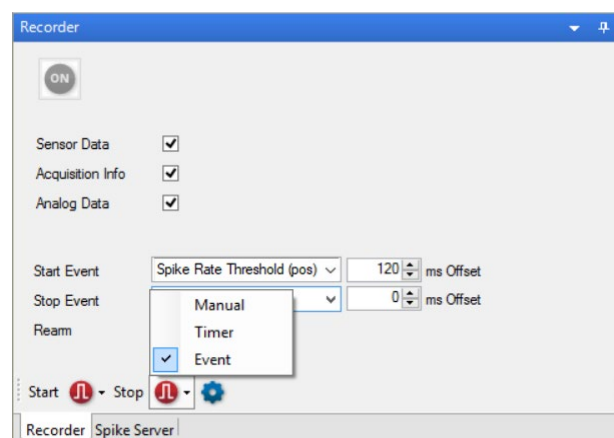 Recorder
ON
Sensor Data
Acquisition Info
Analog Data
Start Event Spike Rate Threshold (pos) 120 ms Offset
Stop Event 0 ms Offset
Rearm
Manual
Timer
Event
Start Stop
Recorder Spike Server